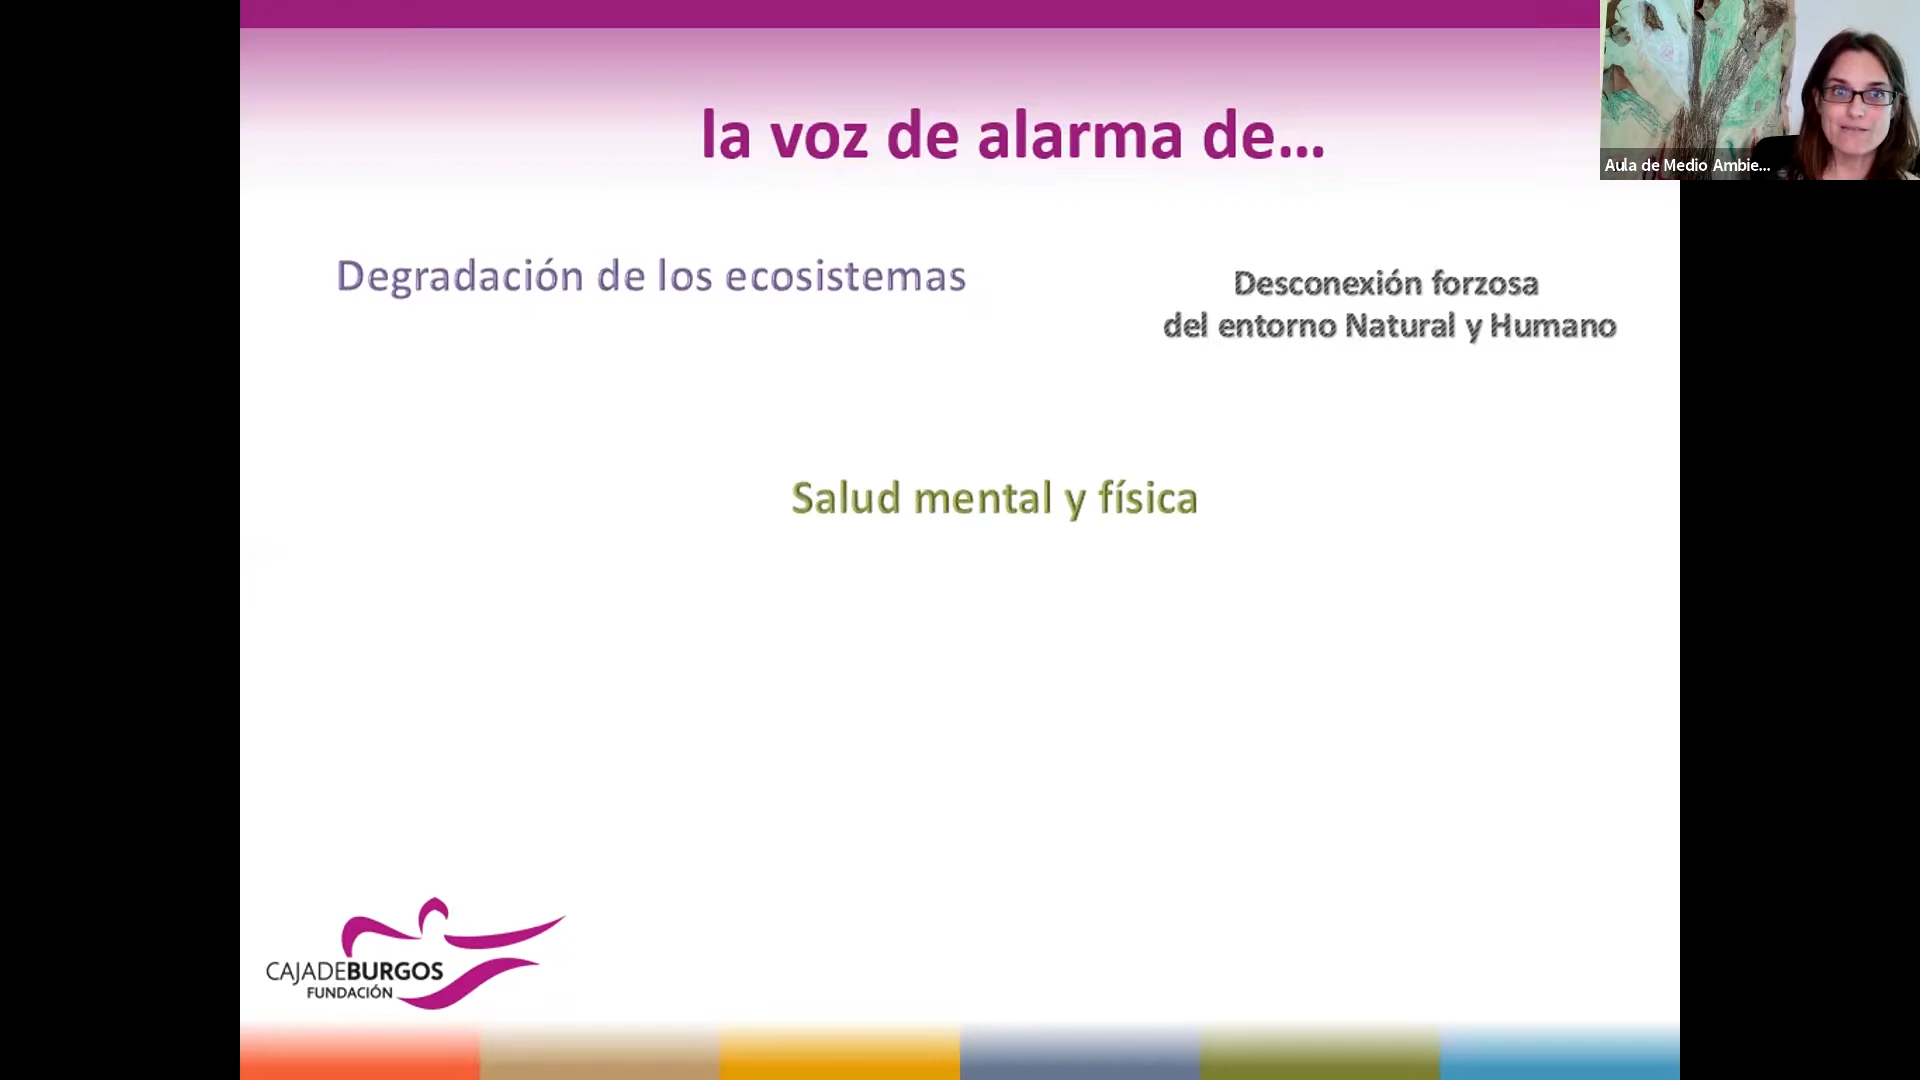 la voz de alarma de...
Aula de Medio Ambie...
Degradación de los ecosistemas
Desconexión forzosa
del entorno Natural y Humano
Salud mental y física
CAJADEBURGOS
FUNDACIÓN